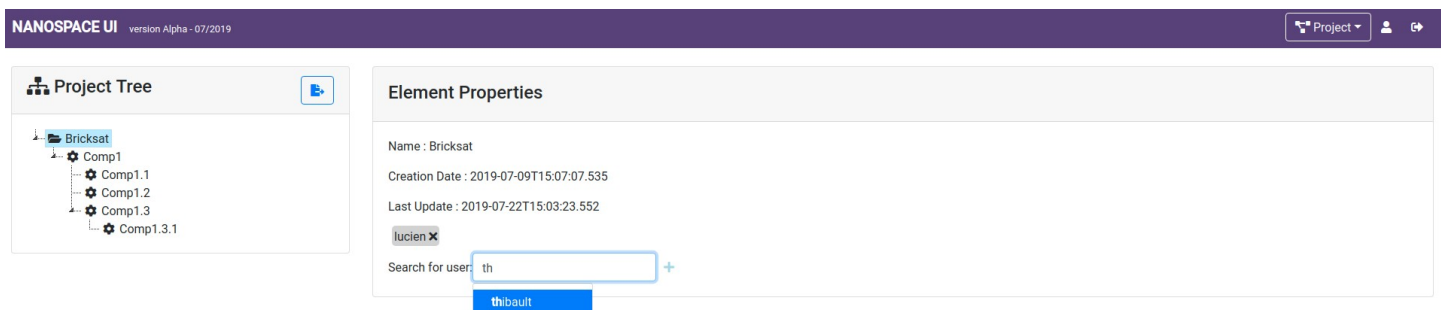 NANOSPACE UI version Alpha - 07/2019
Project
Project Tree
Bricksat
Comp1
Comp1.1
Comp1.2
Comp1.3
Comp1.3.1
Element Properties
Name : Bricksat
Creation Date : 2019-07-09T15:07:07.535
Last Update : 2019-07-22T15:03:23.552
lucien
Search for user: th
thibault